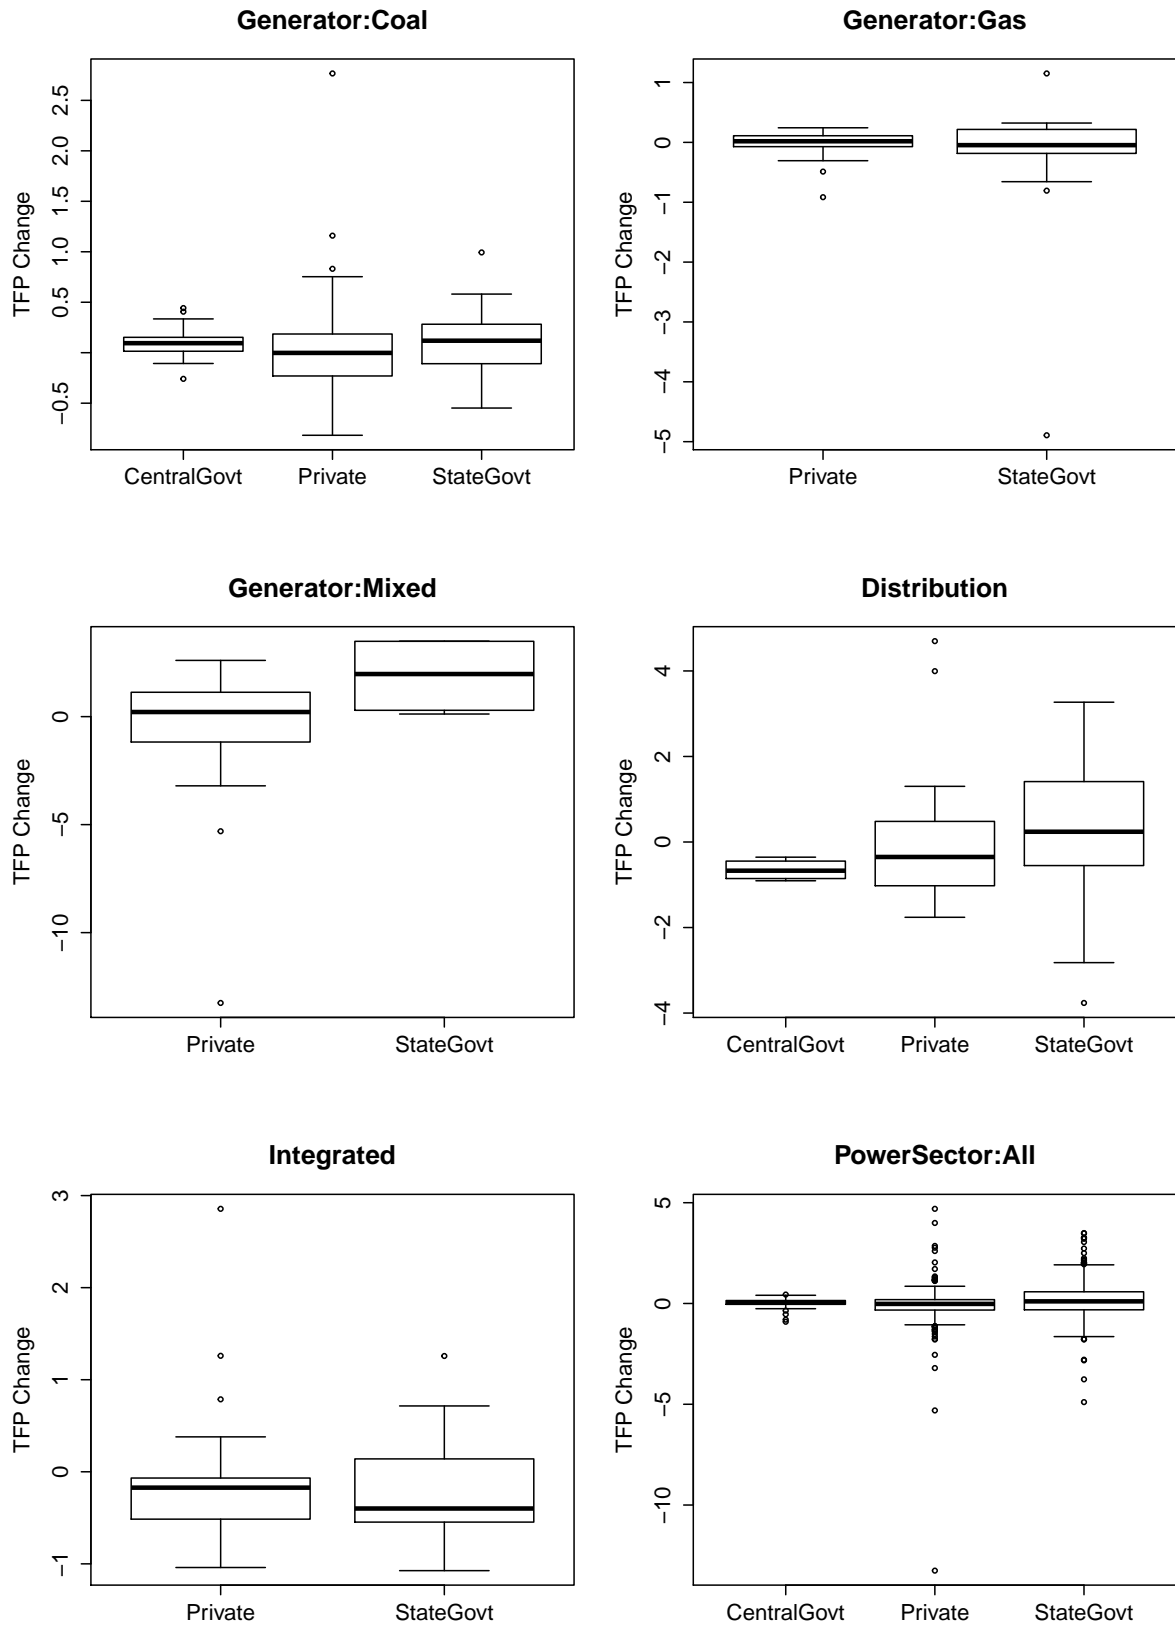 Generator:Coal
TFP Change
2.5
2.0
1.5
1.0
0.5
−0.5
CentralGovt Private StateGovt
Generator:Gas
TFP Change
1
0
−1
−2
−3
−4
−5
Private StateGovt
Generator:Mixed
TFP Change
0
−5
−10
Private StateGovt
Distribution
TFP Change
4
2
0
−2
−4
CentralGovt Private StateGovt
Integrated
TFP Change
3
2
1
0
−1
Private StateGovt
PowerSector:All
TFP Change
5
0
−5
−10
CentralGovt Private StateGovt